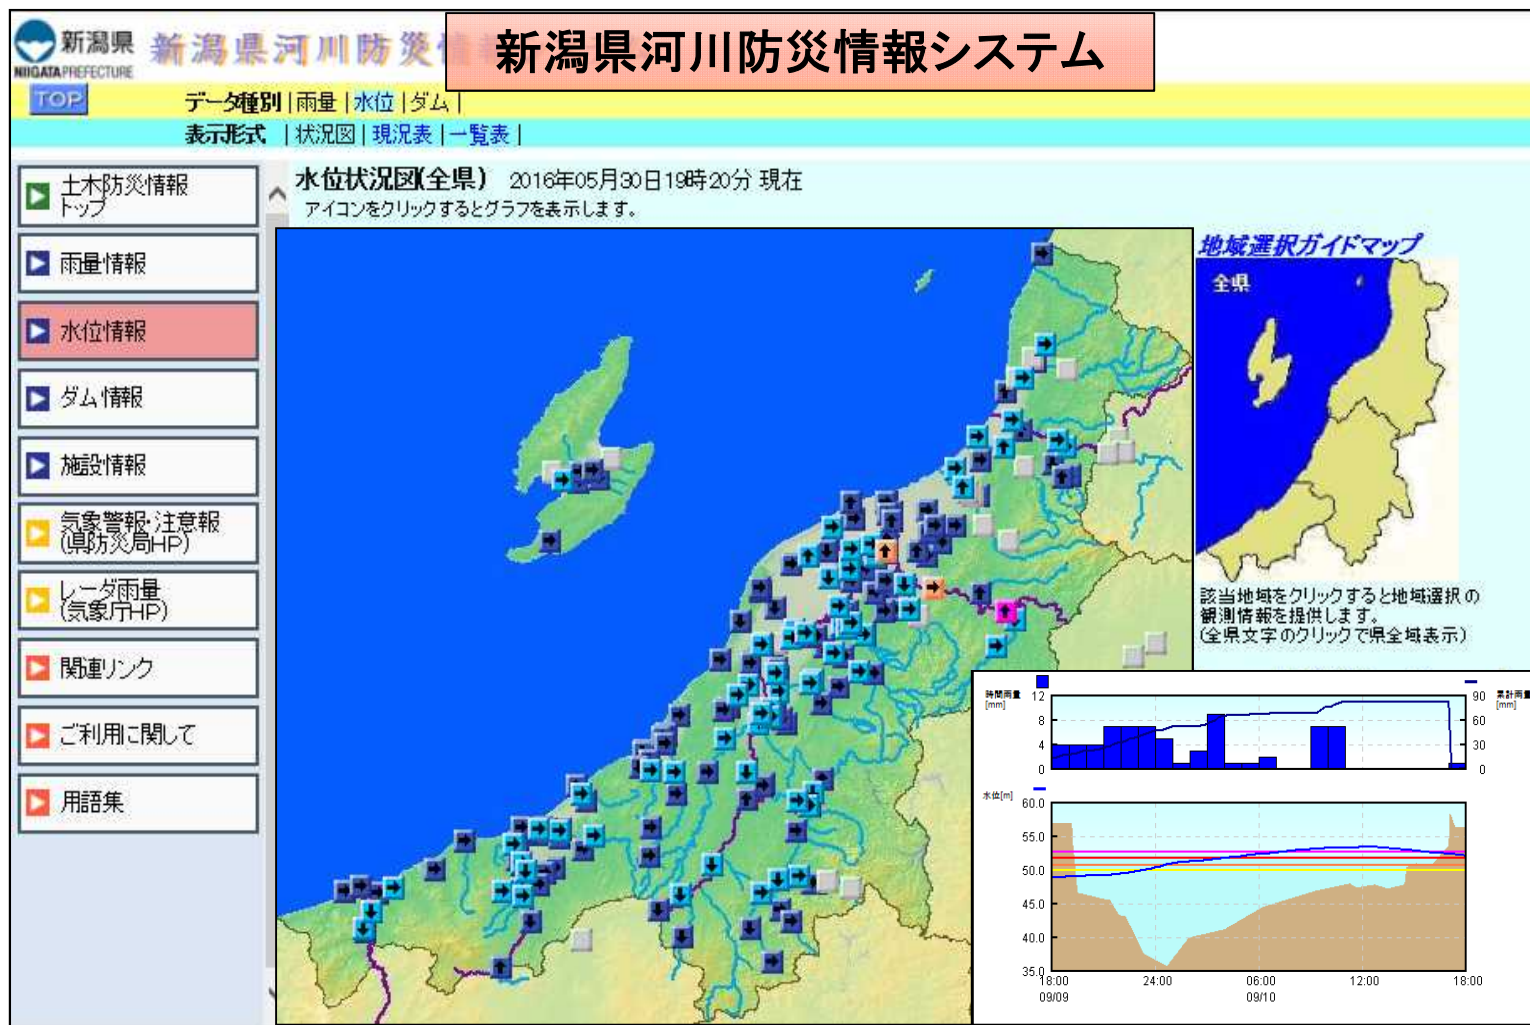 新潟県
NIIGATA PREFECTURE
新潟県河川防災情
新潟県河川防災情報システム
TOP
データ種別|雨量|水位|ダム|
表示形式 |状況図|現況表|一覧表|
土木防災情報
トップ
雨量情報
水位情報
ダム情報
施設情報
気象警報・注意報
(県防災局HP)
レーダ雨量
(気象庁HP)
関連リンク
ご利用に関して
用語集
水位状況図(全県) 2016年05月30日19時20分 現在
アイコンをクリックするとグラフを表示します。
地域選択ガイドマップ
全県
該当地域をクリックすると地域選択の
観測情報を提供します。
(全県文字のクリックで県全域表示)
時間雨量
[mm]
12
8
4
0
累計雨量
[mm]
90
60
30
0
水位[m]
60.0
55.0
50.0
45.0
40.0
35.0
18:00 24:00 06:00 12:00 18:00
09/09 09/10